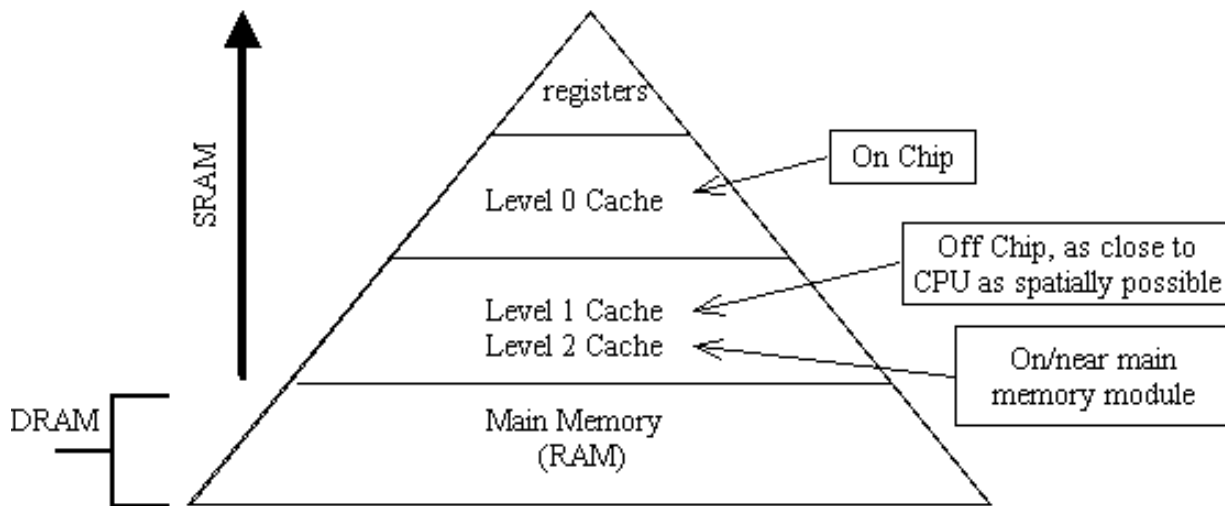 registers
On Chip
SRAM
Level 0 Cache
Off Chip, as close to
CPU as spatially possible
Level 1 Cache
Level 2 Cache
On/near main
memory module
DRAM
Main Memory
(RAM)